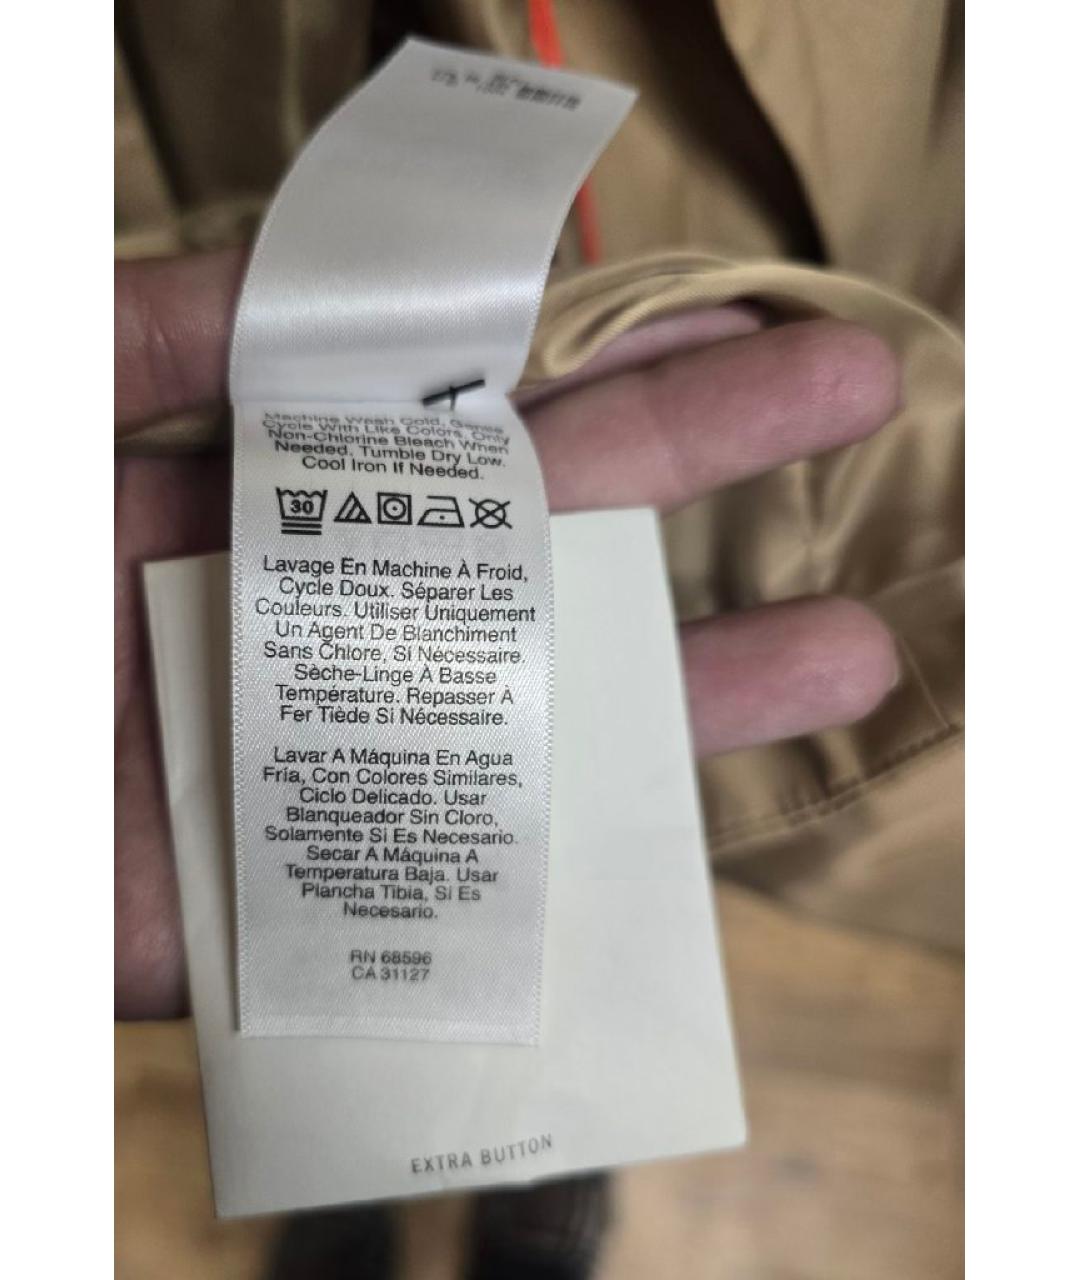 Machine Wash Cold, Gentle
Cycle With Like Colors. Only
Non-Chlorine Bleach When
Needed. Tumble Dry Low.
Cool Iron If Needed.
30
Lavage En Machine À Froid,
Cycle Doux. Séparer Les
Couleurs. Utiliser Uniquement
Un Agent De Blanchiment
Sans Chlore, Si Nécessaire.
Sèche-Linge À Basse
Température. Repasser À
Fer Tiède Si Nécessaire.
Lavar A Máquina En Agua
Fría, Con Colores Similares,
Ciclo Delicado. Usar
Blanqueador Sin Cloro,
Solamente Si Es Necesario.
Secar A Máquina A
Temperatura Baja. Usar
Plancha Tibia, Si Es
Necesario.
RN 68596
CA 31127
EXTRA BUTTON